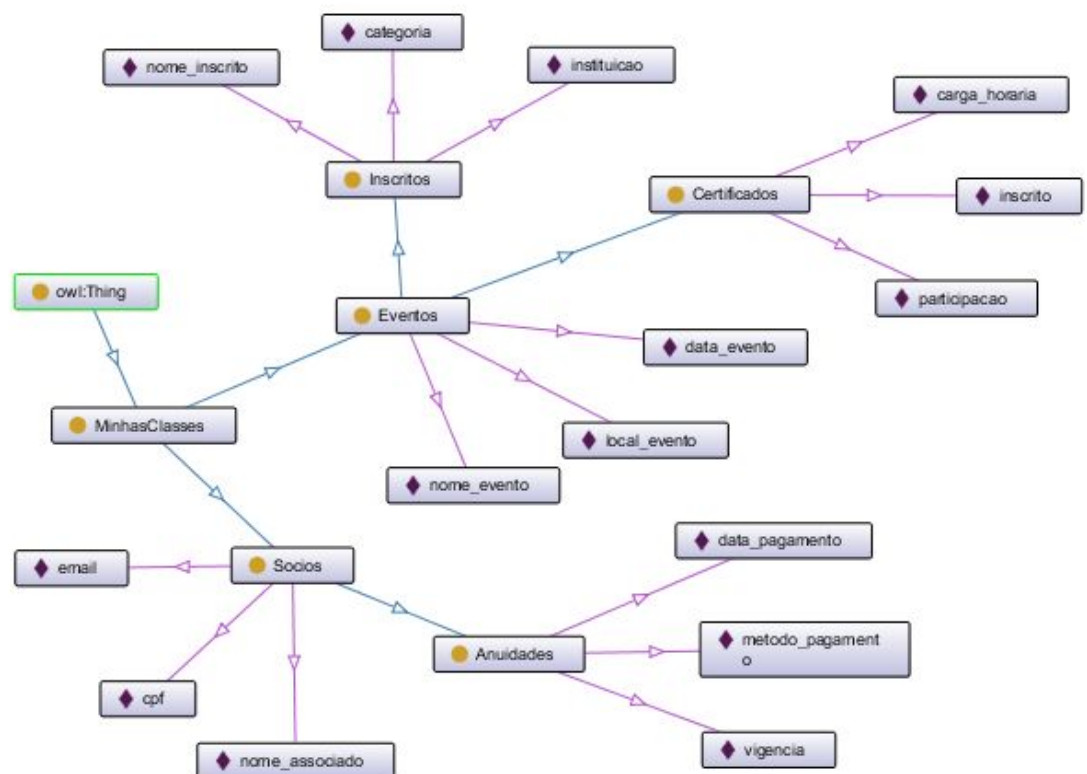 categoria
nome_inscrito
instituicao
carga_horaria
Inscritos
Certificados
inscrito
owl:Thing
participacao
Eventos
data_evento
MinhasClasses
local_evento
nome_evento
data_pagamento
email
Socios
metodo_pagament
o
Anuidades
cpf
vigencia
nome_associado